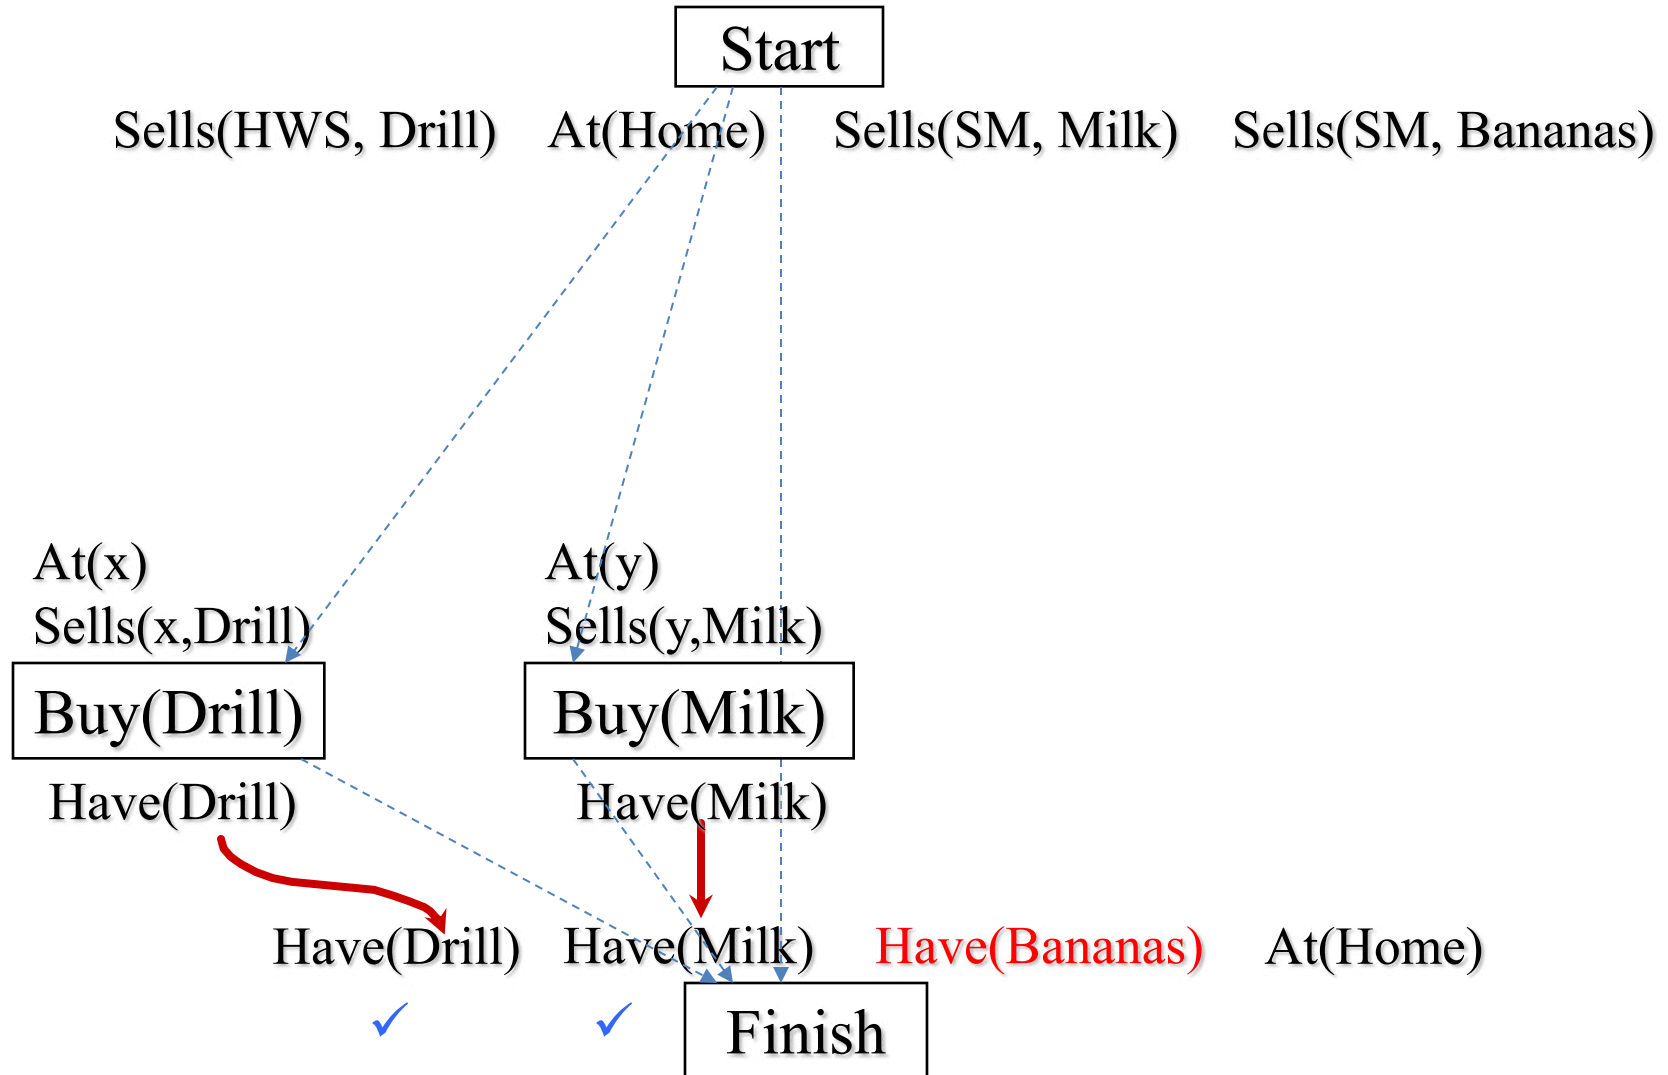 Start
Sells(HWS, Drill) At(Home) Sells(SM, Milk) Sells(SM, Bananas)
At(x) At(y)
Sells(x,Drill) Sells(y,Milk)
Buy(Drill) Buy(Milk)
Have(Drill) Have(Milk)
Have(Drill) Have(Milk) Have(Bananas) At(Home)
Finish